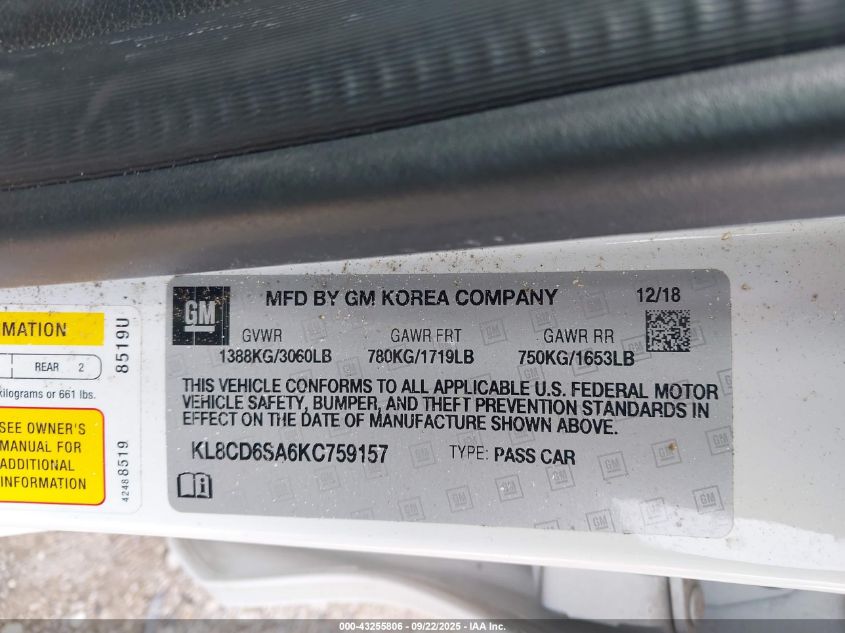 GM
MFD BY GM KOREA COMPANY 12/18
GVWR GAWR FRT GAWR RR
1388KG/3060LB 780KG/1719LB 750KG/1653LB
THIS VEHICLE CONFORMS TO ALL APPLICABLE U.S. FEDERAL MOTOR
VEHICLE SAFETY, BUMPER, AND THEFT PREVENTION STANDARDS IN
EFFECT ON THE DATE OF MANUFACTURE SHOWN ABOVE.
KL8CD6SA6KC759157 TYPE: PASS CAR
MATION
REAR 2
kilograms or 661 lbs.
SEE OWNER'S
MANUAL FOR
ADDITIONAL
INFORMATION
8519U
42488519
000-43255806 - 09/22/2025 - IAA Inc.